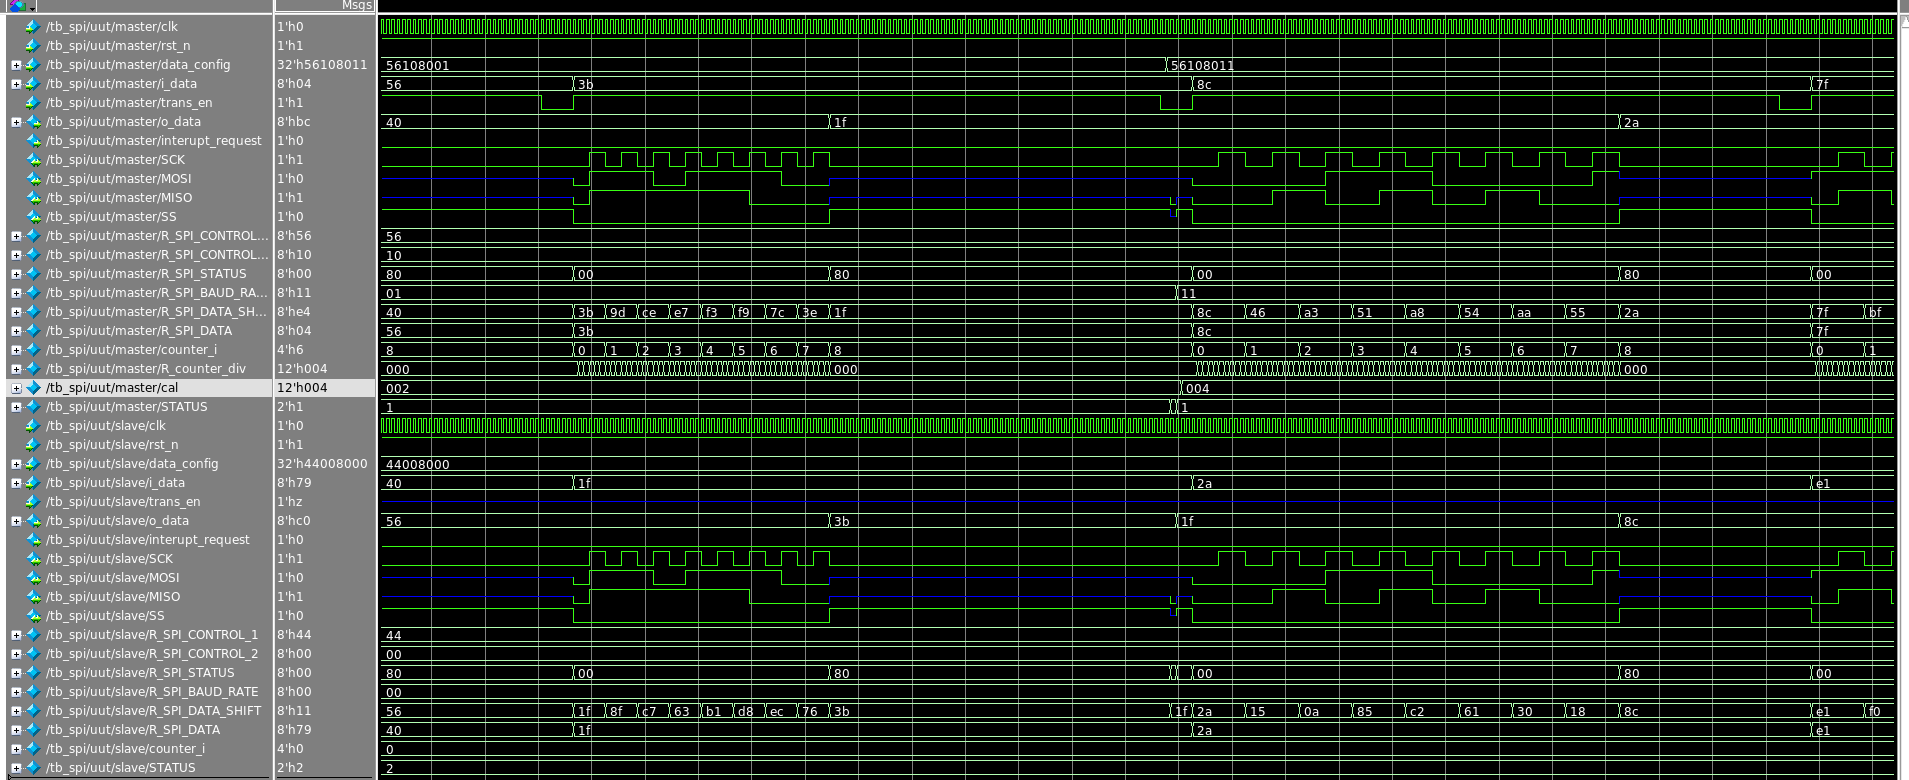 Msgs
/tb_spi/uut/master/clk 1'h0
/tb_spi/uut/master/rst_n 1'h1
/tb_spi/uut/master/data_config 32'h56108011 56108001 56108011
/tb_spi/uut/master/i_data 8'h04 56 3b 8c 7f
/tb_spi/uut/master/trans_en 1'h1
/tb_spi/uut/master/o_data 8'hbc 40 1f 2a
/tb_spi/uut/master/interupt_request 1'h0
/tb_spi/uut/master/SCK 1'h1
/tb_spi/uut/master/MOSI 1'h0
/tb_spi/uut/master/MISO 1'h1
/tb_spi/uut/master/SS 1'h0
/tb_spi/uut/master/R_SPI_CONTROL... 8'h56 56
/tb_spi/uut/master/R_SPI_CONTROL... 8'h10 10
/tb_spi/uut/master/R_SPI_STATUS 8'h00 80 00 80 00 80 00
/tb_spi/uut/master/R_SPI_BAUD_RA... 8'h11 01 11
/tb_spi/uut/master/R_SPI_DATA_SH... 8'he4 40 3b 9d ce e7 f3 f9 7c 3e 1f 8c 46 a3 51 a8 54 aa 55 2a 7f bf
/tb_spi/uut/master/R_SPI_DATA 8'h04 56 3b 8c 7f
/tb_spi/uut/master/counter_i 4'h6 8 0 1 2 3 4 5 6 7 8 0 1 2 3 4 5 6 7 8 0 1
/tb_spi/uut/master/R_counter_div 12'h004 000 000 000
/tb_spi/uut/master/cal 12'h004 002 004
/tb_spi/uut/master/STATUS 2'h1 1 1
/tb_spi/uut/slave/clk 1'h0
/tb_spi/uut/slave/rst_n 1'h1
/tb_spi/uut/slave/data_config 32'h44008000 44008000
/tb_spi/uut/slave/i_data 8'h79 40 1f 2a e1
/tb_spi/uut/slave/trans_en 1'hz
/tb_spi/uut/slave/o_data 8'hc0 56 3b 1f 8c
/tb_spi/uut/slave/interupt_request 1'h0
/tb_spi/uut/slave/SCK 1'h1
/tb_spi/uut/slave/MOSI 1'h0
/tb_spi/uut/slave/MISO 1'h1
/tb_spi/uut/slave/SS 1'h0
/tb_spi/uut/slave/R_SPI_CONTROL_1 8'h44 44
/tb_spi/uut/slave/R_SPI_CONTROL_2 8'h00 00
/tb_spi/uut/slave/R_SPI_STATUS 8'h00 80 00 80 00 80 00
/tb_spi/uut/slave/R_SPI_BAUD_RATE 8'h00 00
/tb_spi/uut/slave/R_SPI_DATA_SHIFT 8'h11 56 1f 8f c7 63 b1 d8 ec 76 3b 1f 2a 15 0a 85 c2 61 30 18 8c e1 f0
/tb_spi/uut/slave/R_SPI_DATA 8'h79 40 1f 2a e1
/tb_spi/uut/slave/counter_i 4'h0 0
/tb_spi/uut/slave/STATUS 2'h2 2